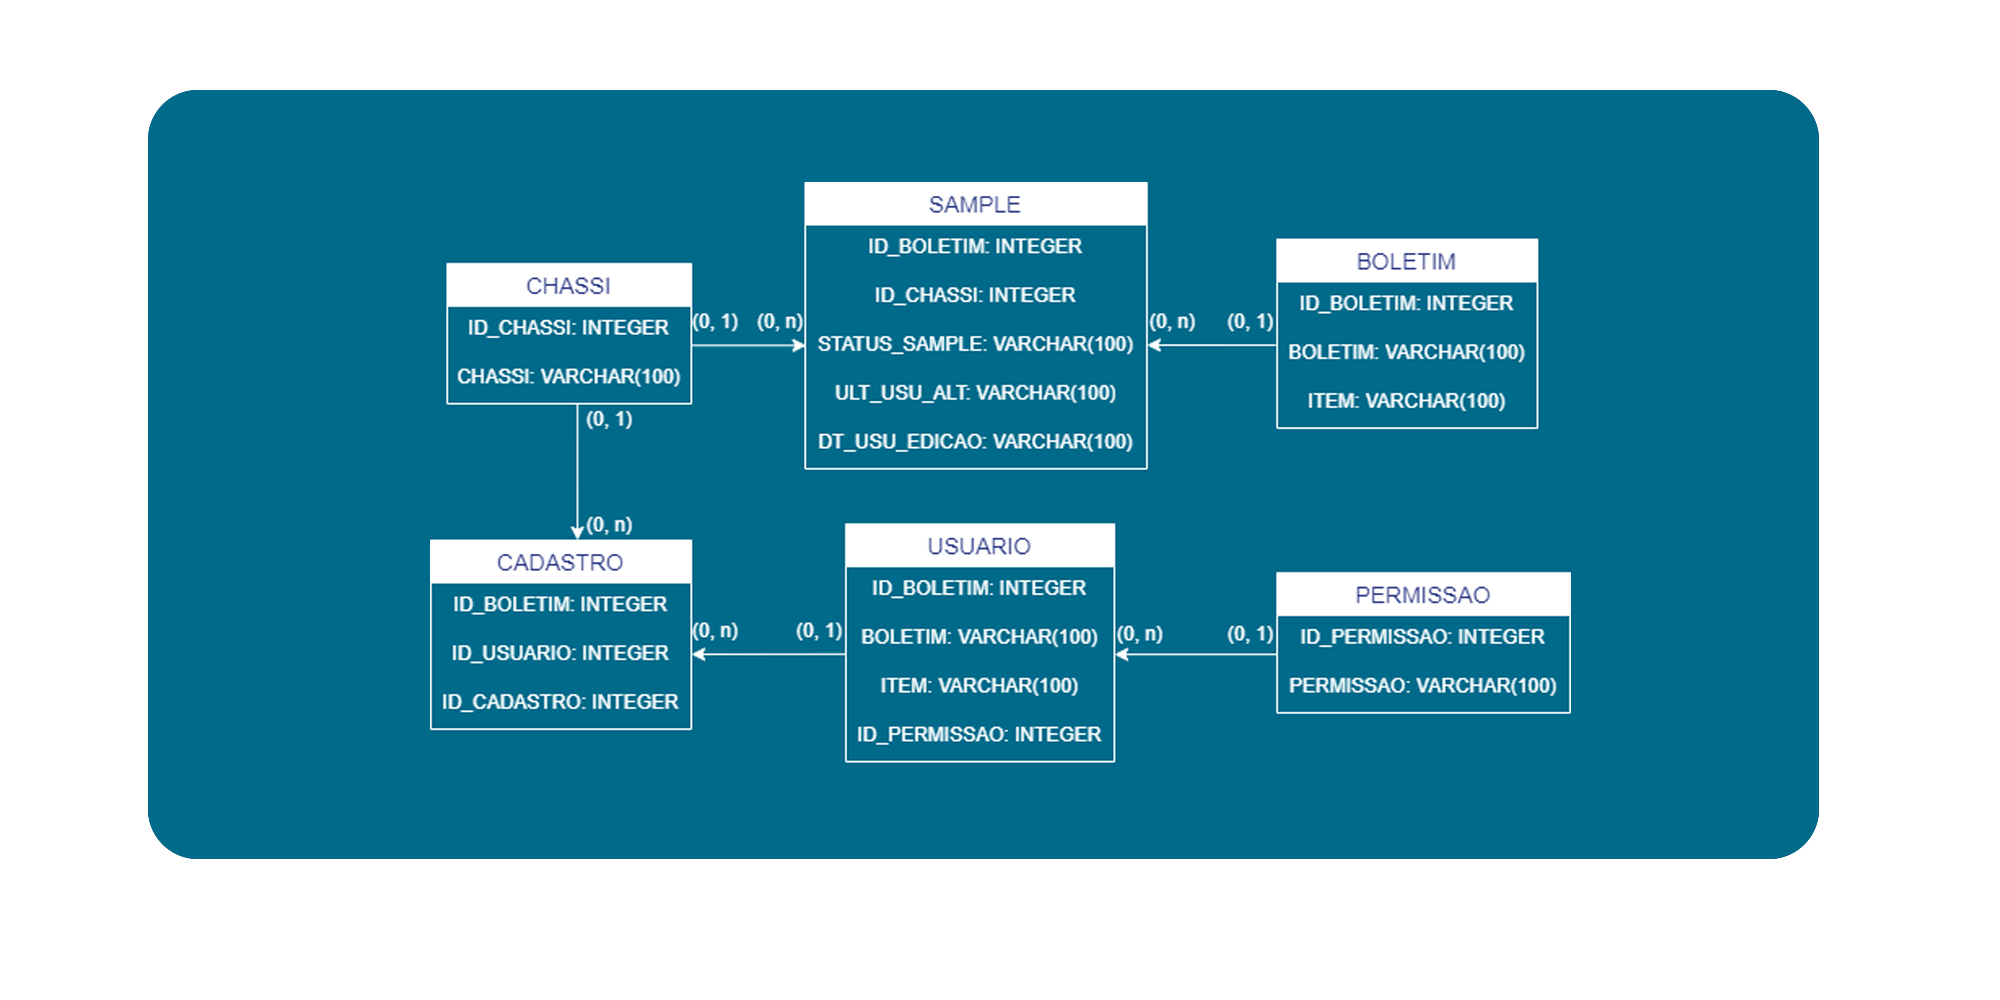 SAMPLE
ID_BOLETIM: INTEGER
ID_CHASSI: INTEGER
STATUS_SAMPLE: VARCHAR(100)
ULT_USU_ALT: VARCHAR(100)
DT_USU_EDICAO: VARCHAR(100)
CHASSI
ID_CHASSI: INTEGER
CHASSI: VARCHAR(100)
(0, 1)
(0, n)
(0, n)
(0, 1)
BOLETIM
ID_BOLETIM: INTEGER
BOLETIM: VARCHAR(100)
ITEM: VARCHAR(100)
(0, 1)
(0, n)
CADASTRO
ID_BOLETIM: INTEGER
ID_USUARIO: INTEGER
ID_CADASTRO: INTEGER
(0, n)
(0, 1)
USUARIO
ID_BOLETIM: INTEGER
BOLETIM: VARCHAR(100)
ITEM: VARCHAR(100)
ID_PERMISSAO: INTEGER
(0, n)
(0, 1)
PERMISSAO
ID_PERMISSAO: INTEGER
PERMISSAO: VARCHAR(100)